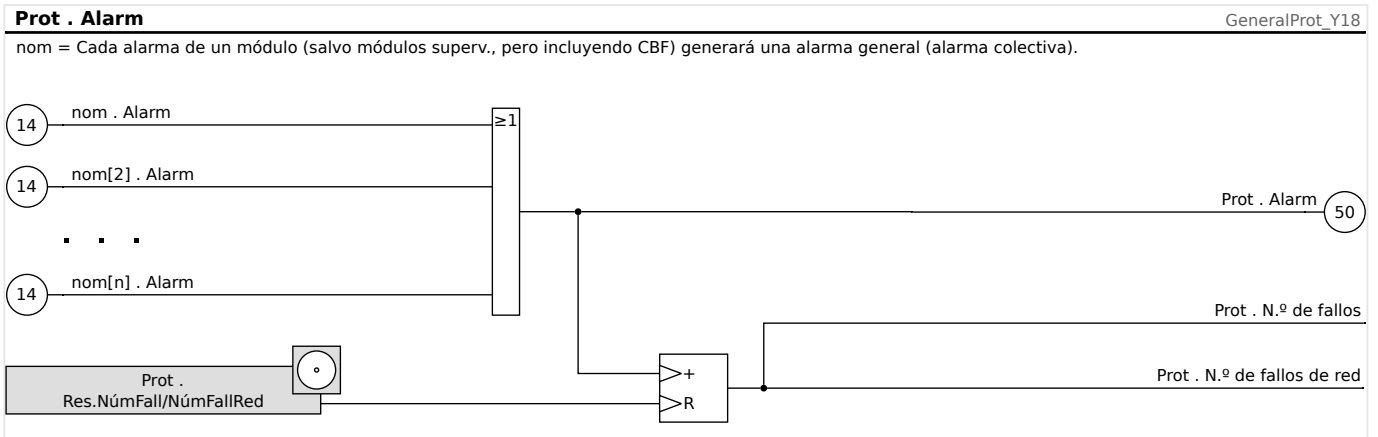 Prot . Alarm
GeneralProt_Y18
nom = Cada alarma de un módulo (salvo módulos superv., pero incluyendo CBF) generará una alarma general (alarma colectiva).
14
nom . Alarm
≥1
14
nom[2] . Alarm
Prot . Alarm
50
. . .
14
nom[n] . Alarm
Prot . N.º de fallos
Prot .
Res.NúmFall/NúmFallRed
+
R
Prot . N.º de fallos de red